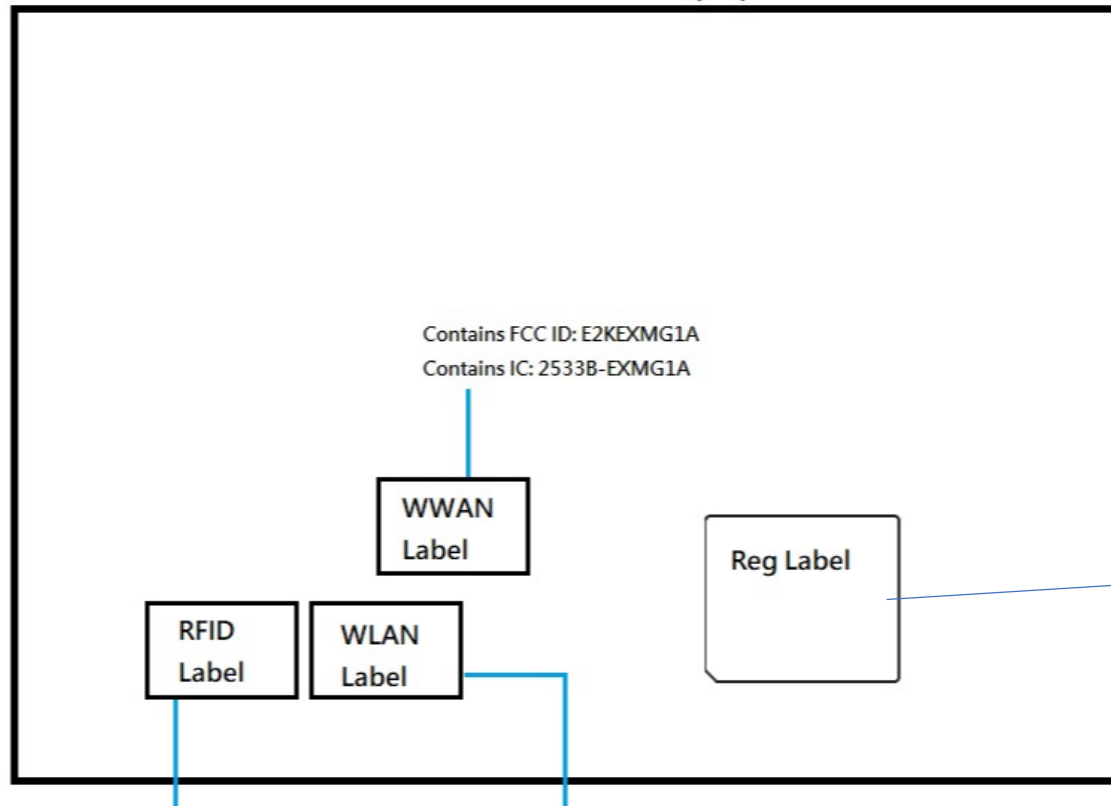 Contains FCC ID: E2KEXMG1A
Contains IC: 2533B-EXMG1A
WWAN
Label
Reg Label
RFID
Label
WLAN
Label